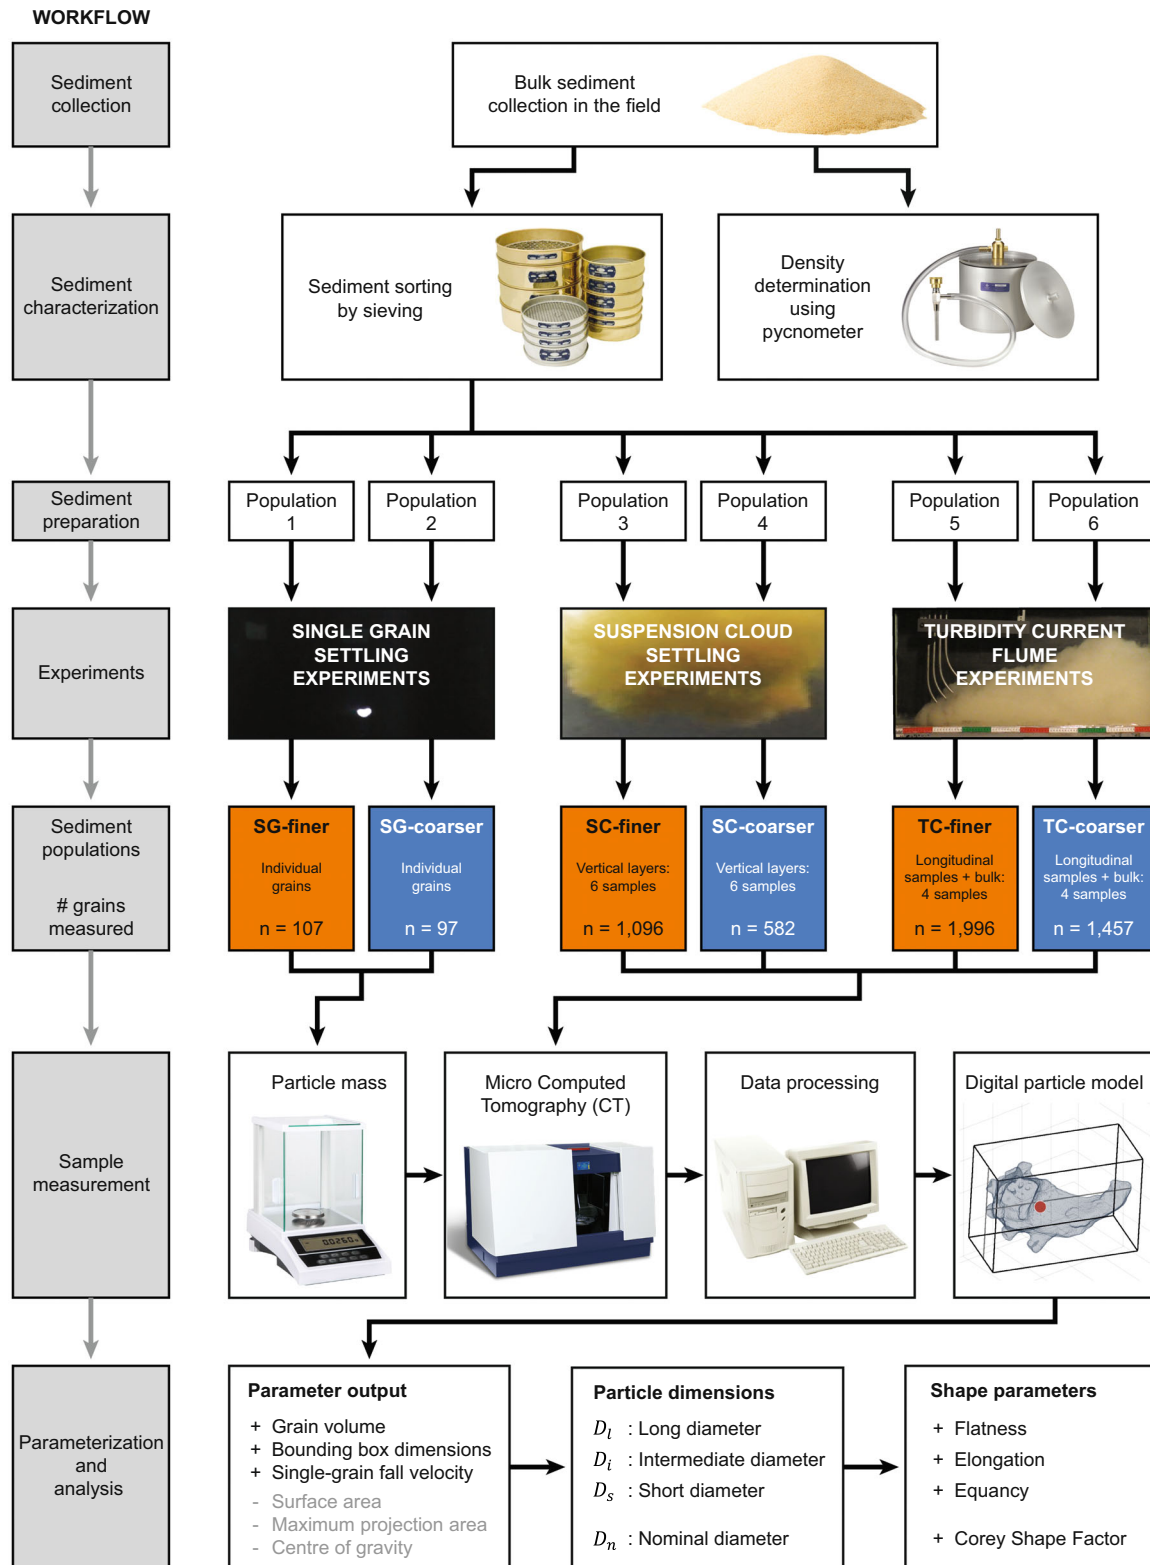 WORKFLOW
Sediment
collection
Bulk sediment
collection in the field
Sediment
characterization
Sediment sorting
by sieving
Density
determination
using
pycnometer
Sediment
preparation
Population
1
Population
2
Population
3
Population
4
Population
5
Population
6
Experiments
SINGLE GRAIN
SETTLING
EXPERIMENTS
SUSPENSION CLOUD
SETTLING
EXPERIMENTS
TURBIDITY CURRENT
FLUME
EXPERIMENTS
Sediment
populations
# grains
measured
SG-finer
Individual
grains
n = 107
SG-coarser
Individual
grains
n = 97
SC-finer
Vertical layers:
6 samples
n = 1,096
SC-coarser
Vertical layers:
6 samples
n = 582
TC-finer
Longitudinal
samples + bulk:
4 samples
n = 1,996
TC-coarser
Longitudinal
samples + bulk:
4 samples
n = 1,457
Sample
measurement
Particle mass
0.0260
Micro Computed
Tomography (CT)
Data processing
Digital particle model
Parameterization
and
analysis
Parameter output
+ Grain volume
+ Bounding box dimensions
+ Single-grain fall velocity
- Surface area
- Maximum projection area
- Centre of gravity
Particle dimensions
D_l : Long diameter
D_i : Intermediate diameter
D_s : Short diameter
D_n : Nominal diameter
Shape parameters
+ Flatness
+ Elongation
+ Equancy
+ Corey Shape Factor